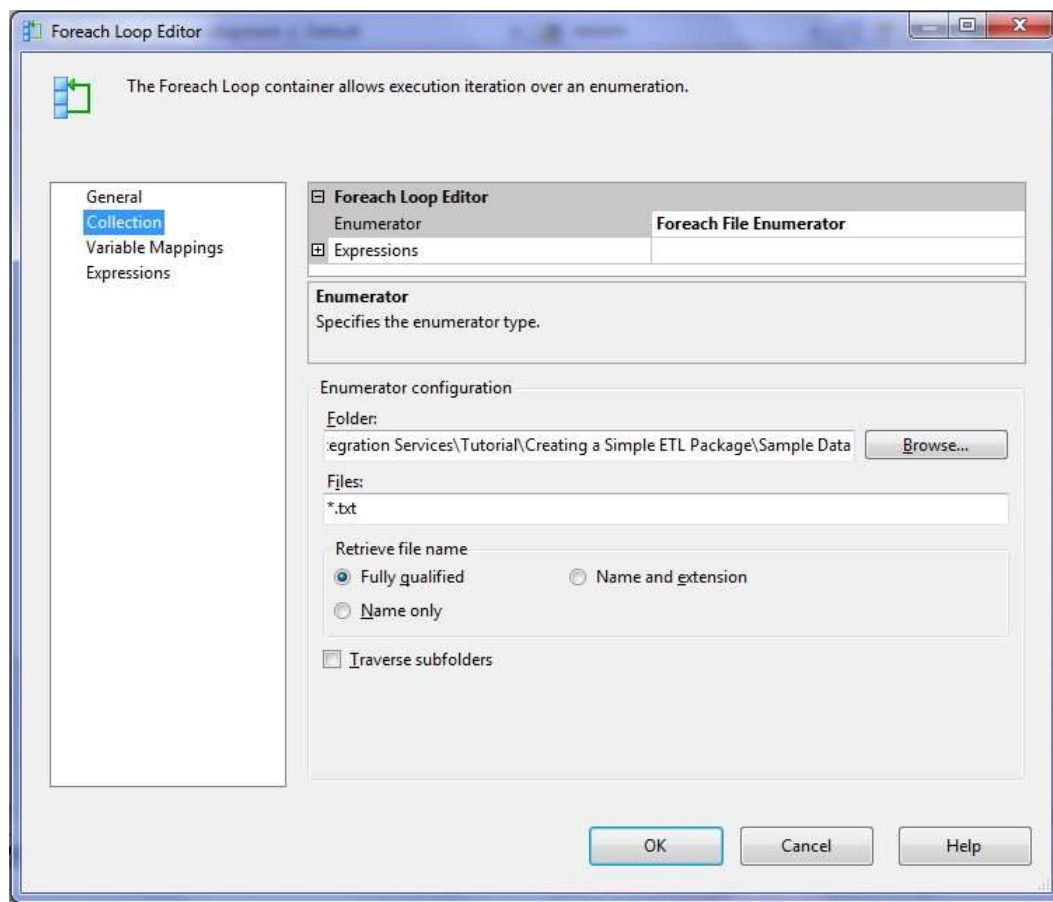 Foreach Loop Editor
The Foreach Loop container allows execution iteration over an enumeration.
General
Collection
Variable Mappings
Expressions
Foreach Loop Editor
Enumerator Foreach File Enumerator
Expressions
Enumerator
Specifies the enumerator type.
Enumerator configuration
Folder:
egration Services\Tutorial\Creating a Simple ETL Package\Sample Data
Browse...
Files:
*.txt
Retrieve file name
Fully qualified Name and extension
Name only
Traverse subfolders
OK Cancel Help